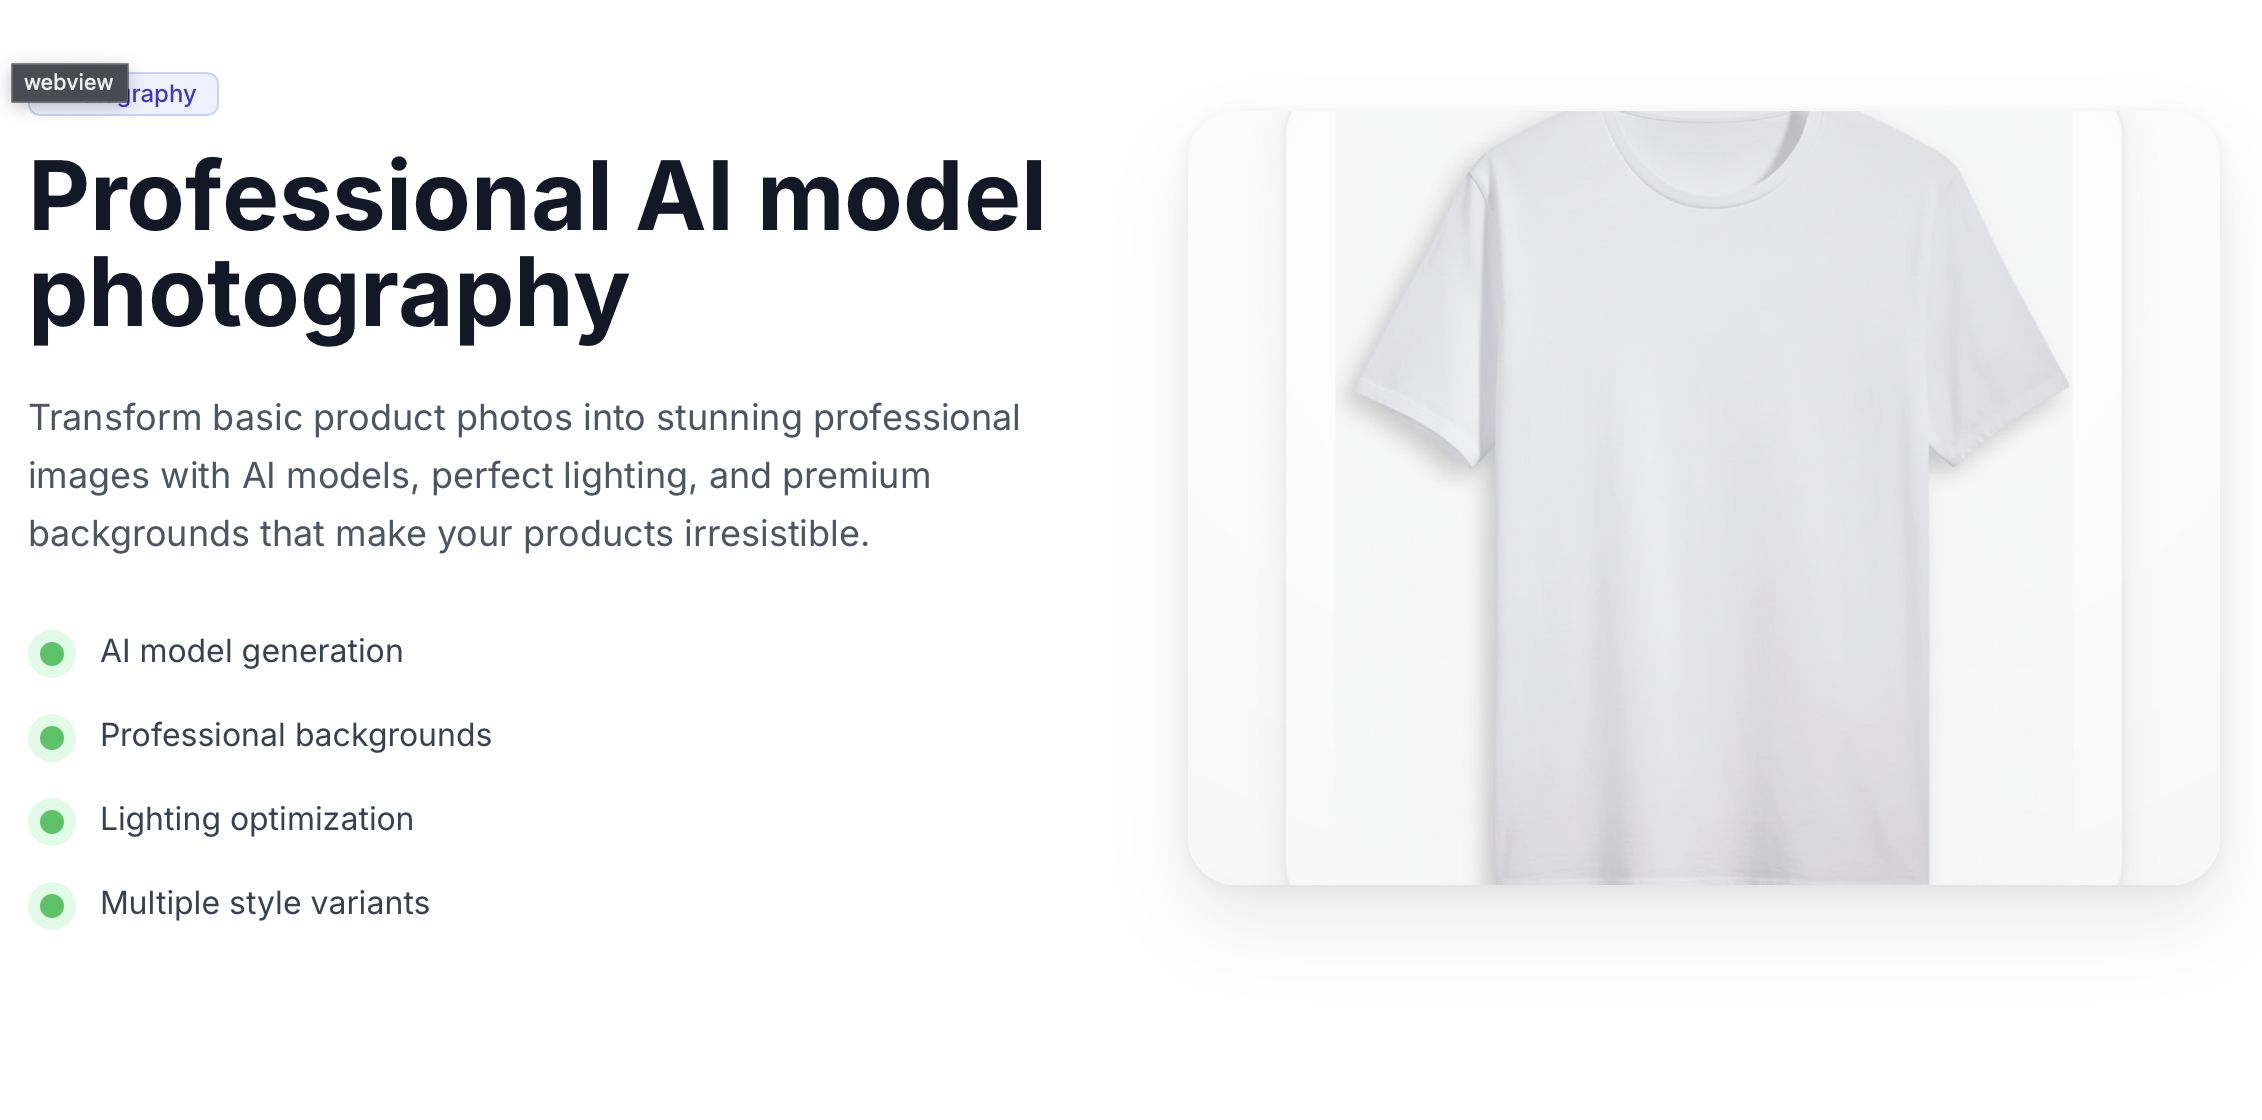 webview
graphy
Professional AI model
photography
Transform basic product photos into stunning professional
images with AI models, perfect lighting, and premium
backgrounds that make your products irresistible.
AI model generation
Professional backgrounds
Lighting optimization
Multiple style variants